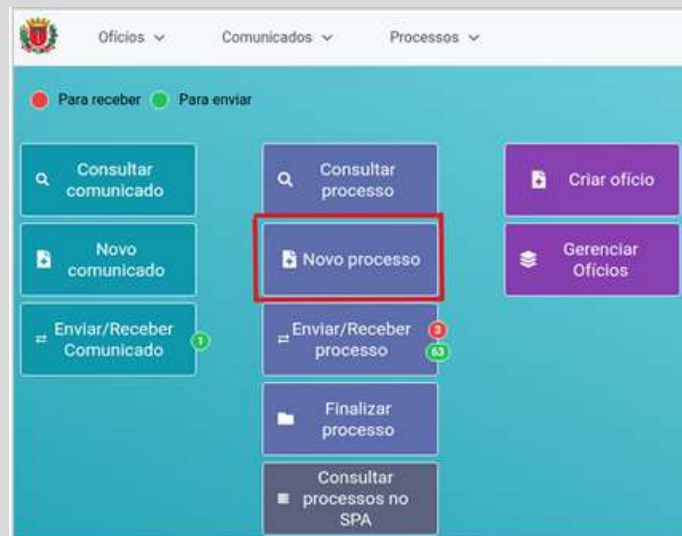 Ofícios
Comunicados
Processos
Para receber
Para enviar
Consultar
comunicado
Consultar
processo
Criar ofício
Novo
comunicado
Novo processo
Gerenciar
Ofícios
Enviar/Receber
Comunicado
1
Enviar/Receber
processo
3
63
Finalizar
processo
Consultar
processos no
SPA